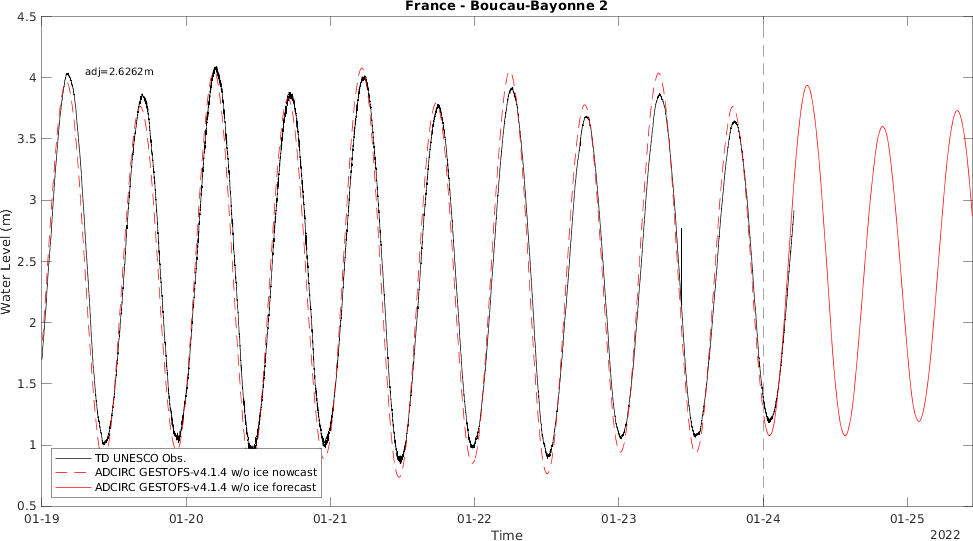 France - Boucau-Bayonne 2
4.5
4
3.5
3
2.5
2
1.5
1
0.5
Water Level (m)
adj=2.6262m
TD UNESCO Obs.
ADCIRC GESTOFS-v4.1.4 w/o ice nowcast
ADCIRC GESTOFS-v4.1.4 w/o ice forecast
01-19 01-20 01-21 01-22 01-23 01-24 01-25
Time
2022